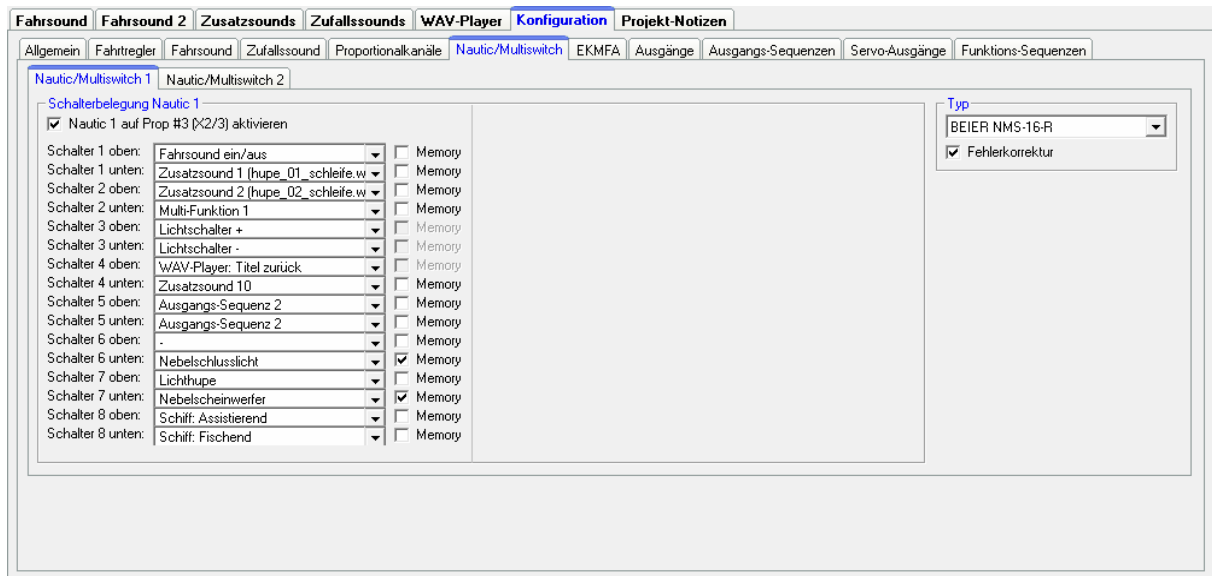 Fahrsound Fahrsound 2 Zusatzsounds Zufallssounds WAV-Player Konfiguration Projekt-Notizen
Allgemein Fahrtregler Fahrsound Zufallssound Proportionalkanäle Nautic/Multiswitch EKMFA Ausgänge Ausgangs-Sequenzen Servo-Ausgänge Funktions-Sequenzen
Nautic/Multiswitch 1 Nautic/Multiswitch 2
Schalterbelegung Nautic 1
Nautic 1 auf Prop #3 (X2/3) aktivieren
Schalter 1 oben: Fahrsound ein/aus Memory
Schalter 1 unten: Zusatzsound 1 (hupe_01_schleife.w Memory
Schalter 2 oben: Zusatzsound 2 (hupe_02_schleife.w Memory
Schalter 2 unten: Multi-Funktion 1 Memory
Schalter 3 oben: Lichtschalter + Memory
Schalter 3 unten: Lichtschalter - Memory
Schalter 4 oben: WAV-Player: Titel zurück Memory
Schalter 4 unten: Zusatzsound 10 Memory
Schalter 5 oben: Ausgangs-Sequenz 2 Memory
Schalter 5 unten: Ausgangs-Sequenz 2 Memory
Schalter 6 oben: - Memory
Schalter 6 unten: Nebelschlusslicht Memory
Schalter 7 oben: Lichthupe Memory
Schalter 7 unten: Nebelscheinwerfer Memory
Schalter 8 oben: Schiff: Assistierend Memory
Schalter 8 unten: Schiff: Fischend Memory
Typ
BEIER NMS-16-R
Fehlerkorrektur